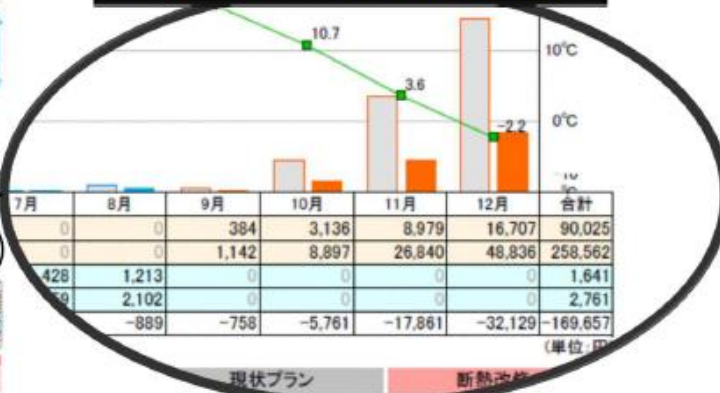 10.7
10℃
3.6
0℃
-2.2
7月 8月 9月 10月 11月 12月 合計
0 0 384 3,136 8,979 16,707 90,025
0 0 1,142 8,897 26,840 48,836 258,562
428 1,213 0 0 0 0 1,641
2,102 0 0 0 0 2,761
-889 -758 -5,761 -17,861 -32,129 -169,657
(単位:円
現状プラン 断熱改修